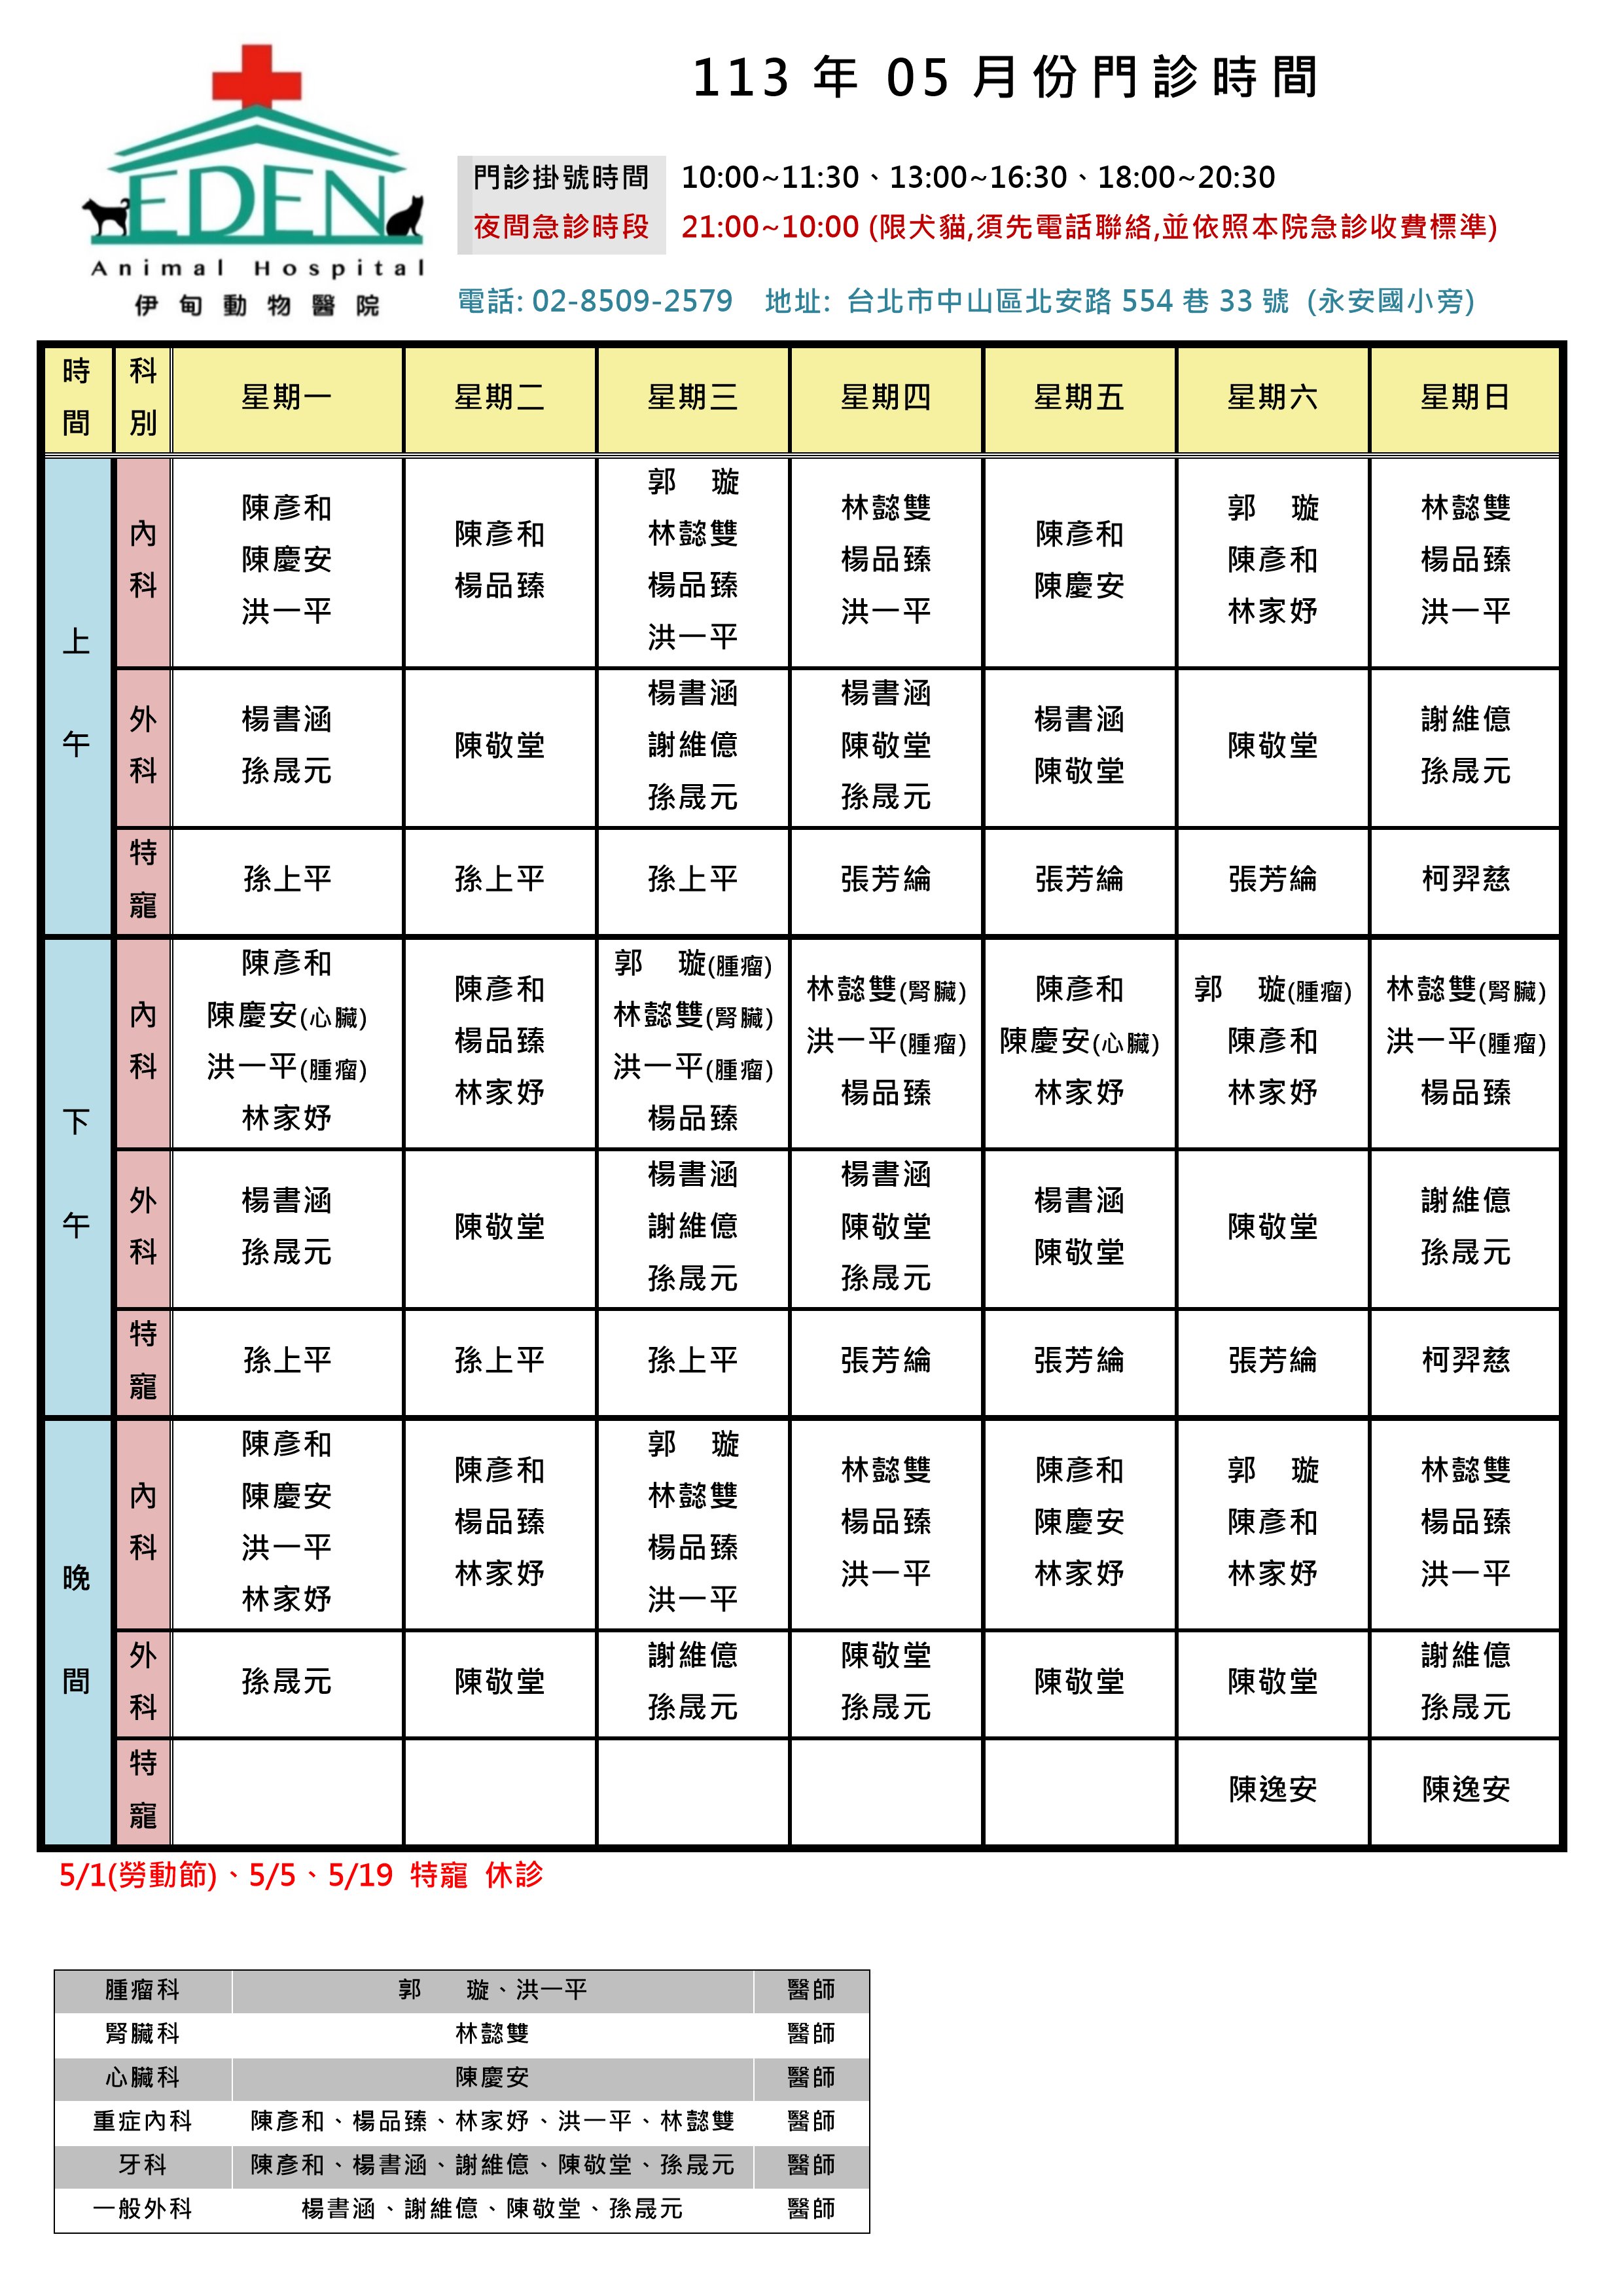 113 年 05 月份門診時間
EDEN
Animal Hospital
伊甸動物醫院
門診掛號時間 10:00~11:30、13:00~16:30、18:00~20:30
夜間急診時段 21:00~10:00 (限犬貓,須先電話聯絡,並依照本院急診收費標準)
電話: 02-8509-2579 地址: 台北市中山區北安路 554 巷 33 號 (永安國小旁)
時間 科別 星期一 星期二 星期三 星期四 星期五 星期六 星期日
上午
內科
陳彥和
陳慶安
洪一平
陳彥和
楊品臻
郭 璇
林懿雙
楊品臻
洪一平
林懿雙
楊品臻
洪一平
陳彥和
陳慶安
郭 璇
陳彥和
林家妤
林懿雙
楊品臻
洪一平
外科
楊書涵
孫晟元
陳敬堂
楊書涵
謝維億
孫晟元
楊書涵
陳敬堂
孫晟元
楊書涵
陳敬堂
陳敬堂
謝維億
孫晟元
特寵
孫上平
孫上平
孫上平
張芳綸
張芳綸
張芳綸
柯羿慈
下午
內科
陳彥和
陳慶安(心臟)
洪一平(腫瘤)
林家妤
陳彥和
楊品臻
林家妤
郭 璇(腫瘤)
林懿雙(腎臟)
洪一平(腫瘤)
楊品臻
林懿雙(腎臟)
洪一平(腫瘤)
楊品臻
陳彥和
陳慶安(心臟)
林家妤
郭 璇(腫瘤)
陳彥和
林家妤
林懿雙(腎臟)
洪一平(腫瘤)
楊品臻
外科
楊書涵
孫晟元
陳敬堂
楊書涵
謝維億
孫晟元
楊書涵
陳敬堂
孫晟元
楊書涵
陳敬堂
陳敬堂
謝維億
孫晟元
特寵
孫上平
孫上平
孫上平
張芳綸
張芳綸
張芳綸
柯羿慈
晚間
內科
陳彥和
陳慶安
洪一平
林家妤
陳彥和
楊品臻
林家妤
郭 璇
林懿雙
楊品臻
洪一平
林懿雙
楊品臻
洪一平
陳彥和
陳慶安
林家妤
郭 璇
陳彥和
林家妤
林懿雙
楊品臻
洪一平
外科
孫晟元
陳敬堂
謝維億
孫晟元
陳敬堂
孫晟元
陳敬堂
陳敬堂
謝維億
孫晟元
特寵
陳逸安
陳逸安
5/1(勞動節)、5/5、5/19 特寵 休診
腫瘤科 郭 璇、洪一平 醫師
腎臟科 林懿雙 醫師
心臟科 陳慶安 醫師
重症內科 陳彥和、楊品臻、林家妤、洪一平、林懿雙 醫師
牙科 陳彥和、楊書涵、謝維億、陳敬堂、孫晟元 醫師
一般外科 楊書涵、謝維億、陳敬堂、孫晟元 醫師